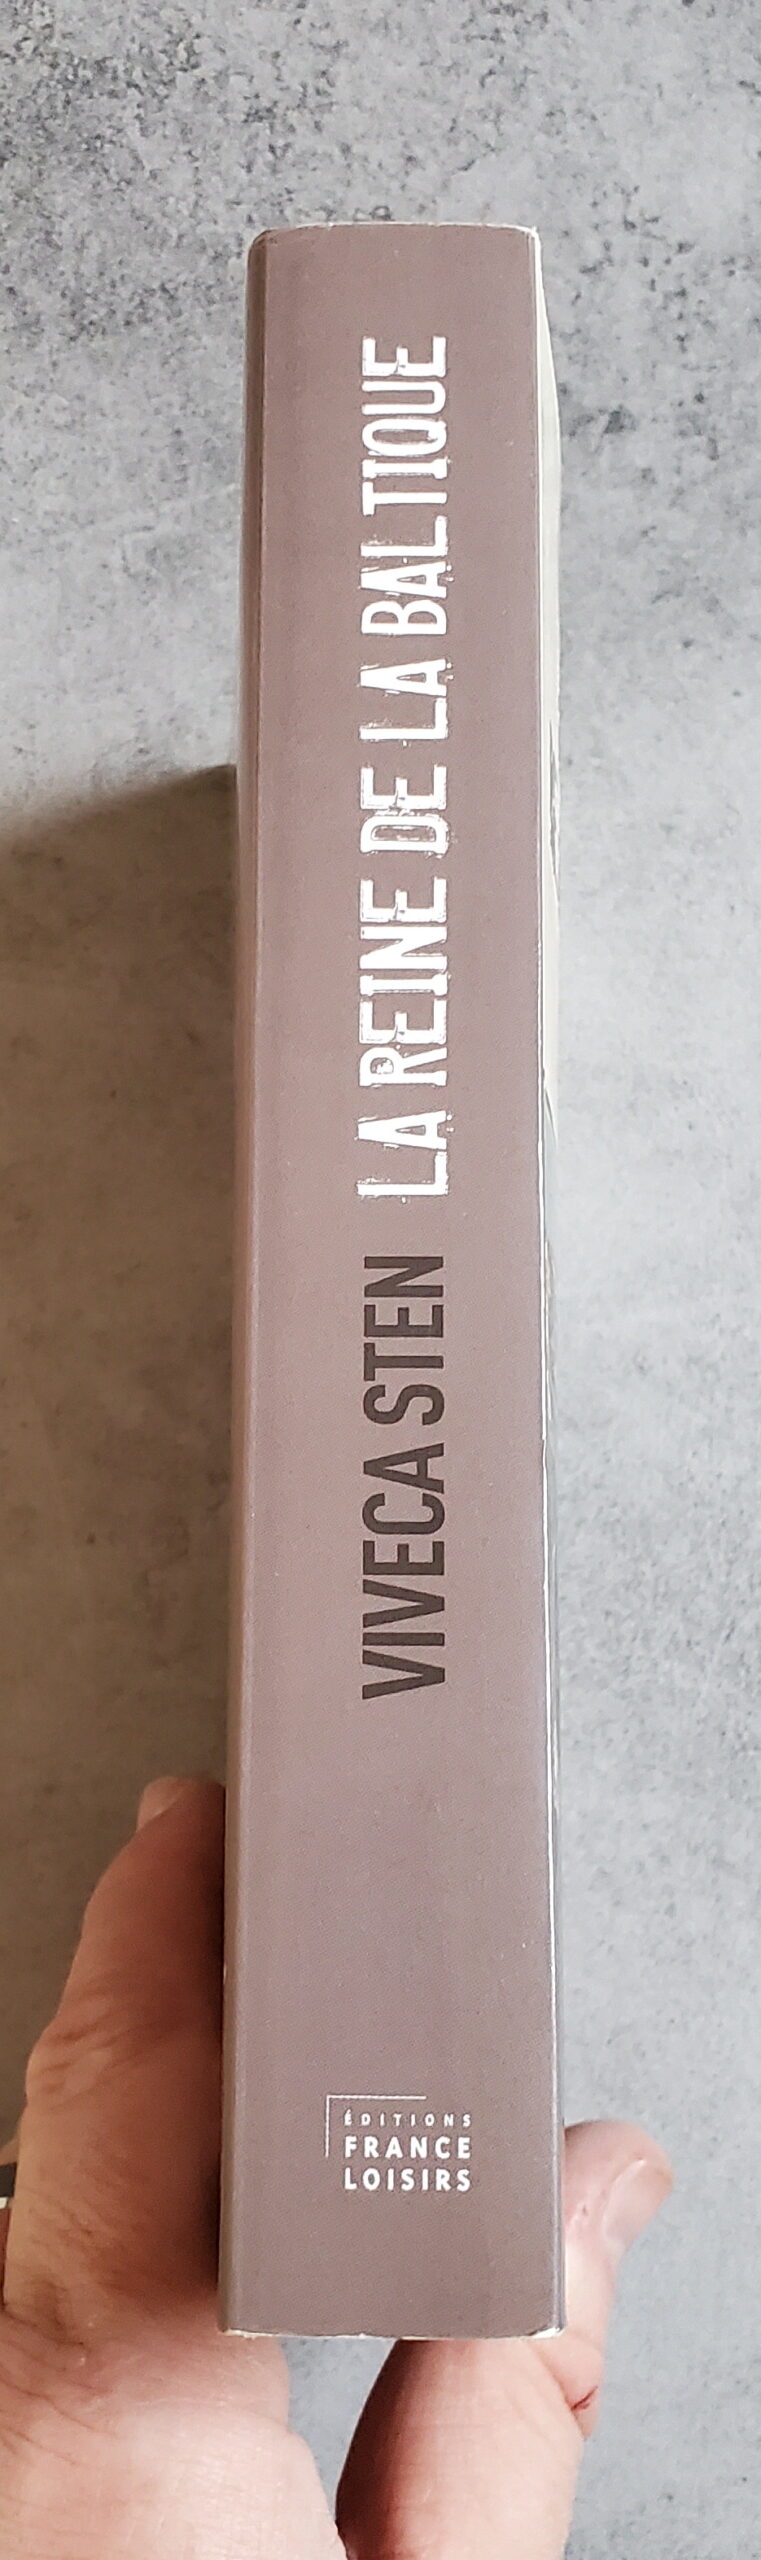 VIVECA STEN LA REINE DE LA BALTIQUE
ÉDITIONS
FRANCE
LOISIRS